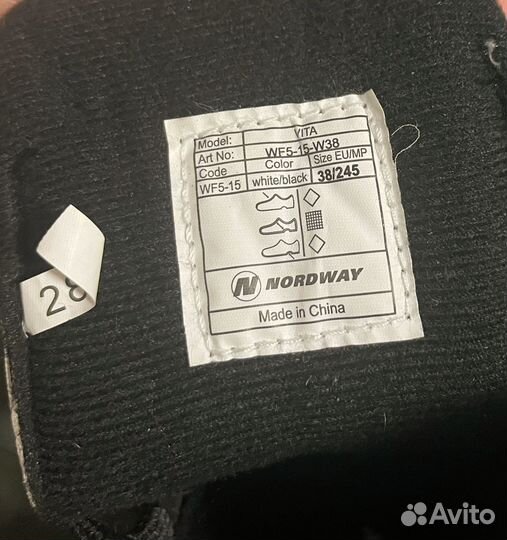 Model: VITA
Art No: WF5-15-W38
Code Color Size EU/MP
WF5-15 white/black 38/245
NORDWAY
Made in China
28
Avito